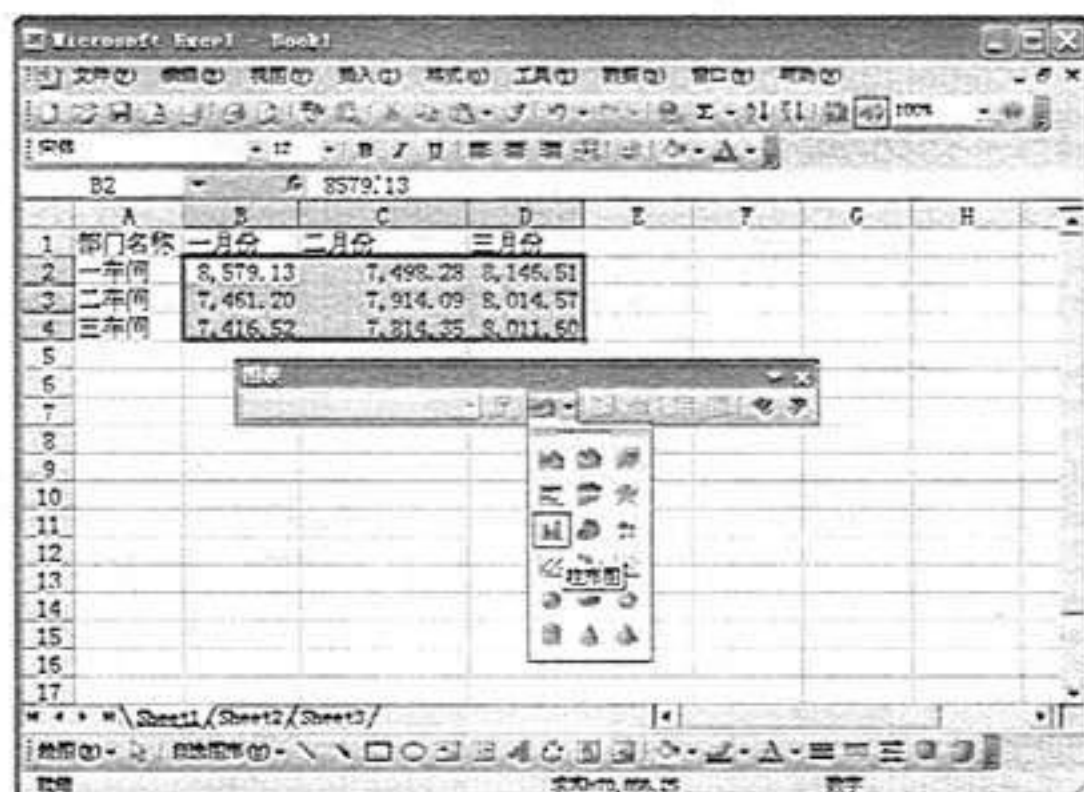 Microsoft Excel - Book1
文件(F) 编辑(E) 视图(V) 插入(I) 格式(O) 工具(T) 数据(D) 窗口(W) 帮助(H)
100%
宋体 12 B I U
B2 8579.13
A B C D E F G H
1 部门名称 一月份 二月份 三月份
2 一车间 8,579.13 7,498.28 8,146.51
3 二车间 7,461.20 7,914.09 8,014.57
4 三车间 7,416.52 7,814.35 8,011.60
5
图表
6
7
8
9
10
11
12
柱形图
13
14
15
16
17
Sheet1 Sheet2 Sheet3
绘图(R) 自选图形(U)
就绪 数字